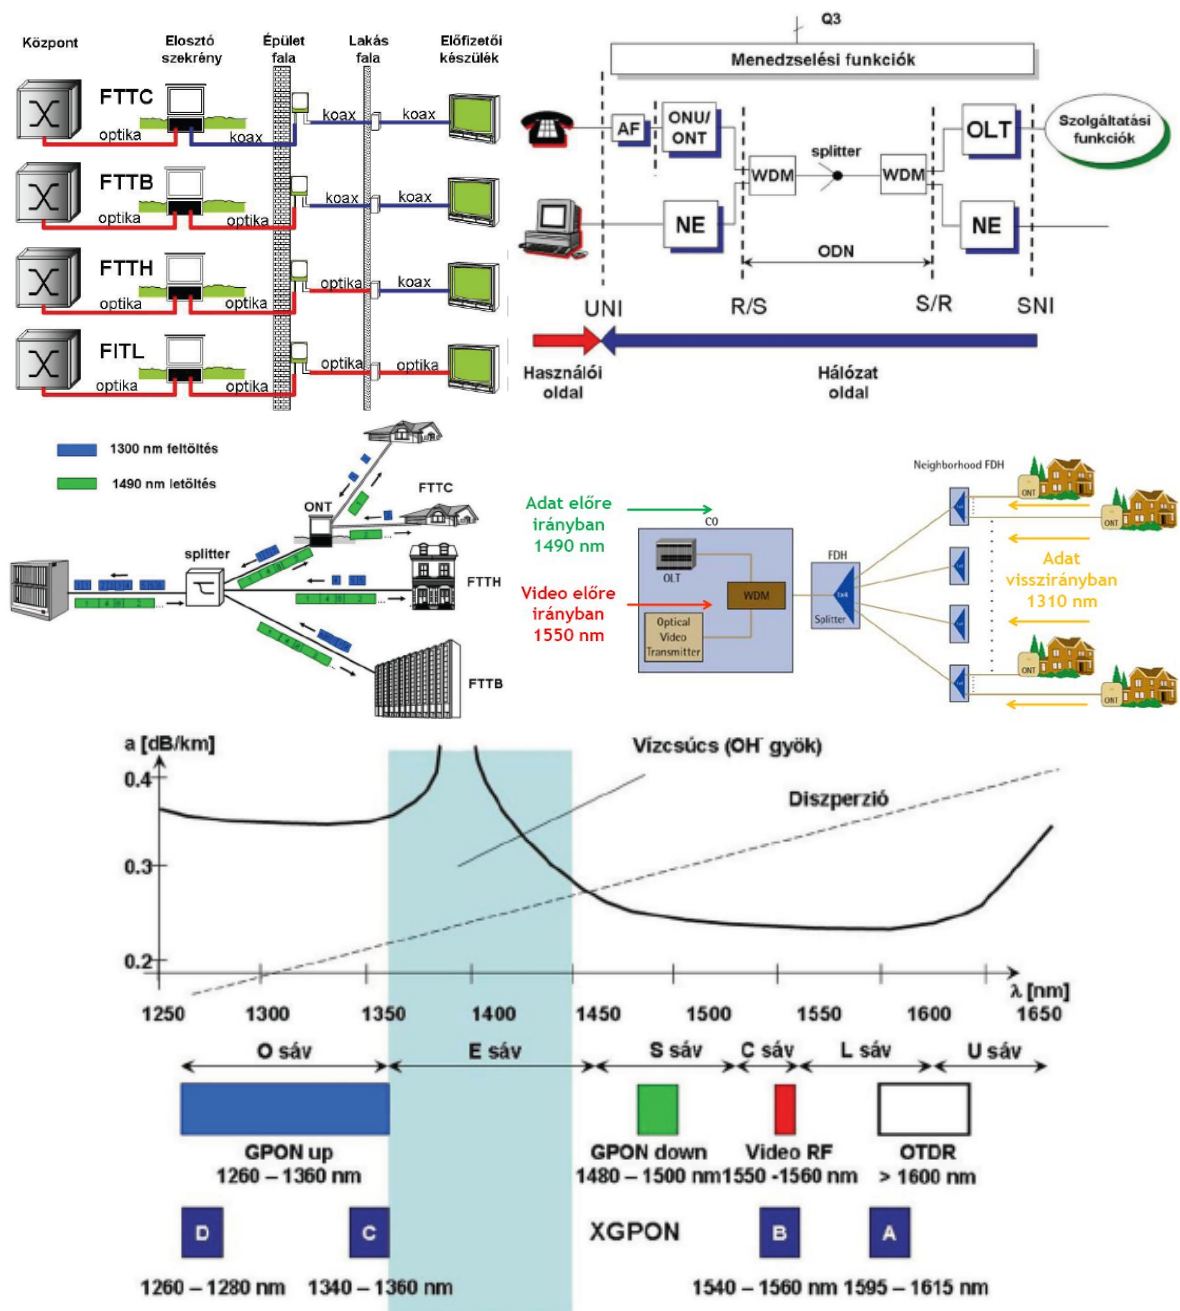 Központ
Elosztó
szekrény
Épület
fala
Lakás
fala
Előfizetői
készülék
FTTC
optika
koax
koax
koax
FTTB
optika
optika
koax
koax
FTTH
optika
optika
optika
koax
FITL
optika
optika
optika
optika
Q3
Menedzselési funkciók
AF
ONU/
ONT
WDM
splitter
WDM
OLT
Szolgáltatási
funkciók
NE
NE
ODN
UNI
R/S
S/R
SNI
Használói
oldal
Hálózat
oldal
1300 nm feltöltés
1490 nm letöltés
ONT
FTTC
splitter
FTTH
FTTB
Adat előre
irányban
1490 nm
Video előre
irányban
1550 nm
CO
OLT
WDM
Optical
Video
Transmitter
FDH
1x4
Splitter
Neighborhood FDH
ONT
ONT
Adat
visszirányban
1310 nm
ONT
ONT
a [dB/km]
0.4
0.3
0.2
Vízcsúcs (OH⁻ gyök)
Diszperzió
λ [nm]
1250 1300 1350 1400 1450 1500 1550 1600 1650
O sáv E sáv S sáv C sáv L sáv U sáv
GPON up
1260 – 1360 nm
GPON down
1480 – 1500 nm
Video RF
1550 -1560 nm
OTDR
> 1600 nm
D
C
XGPON
B
A
1260 – 1280 nm
1340 – 1360 nm
1540 – 1560 nm
1595 – 1615 nm